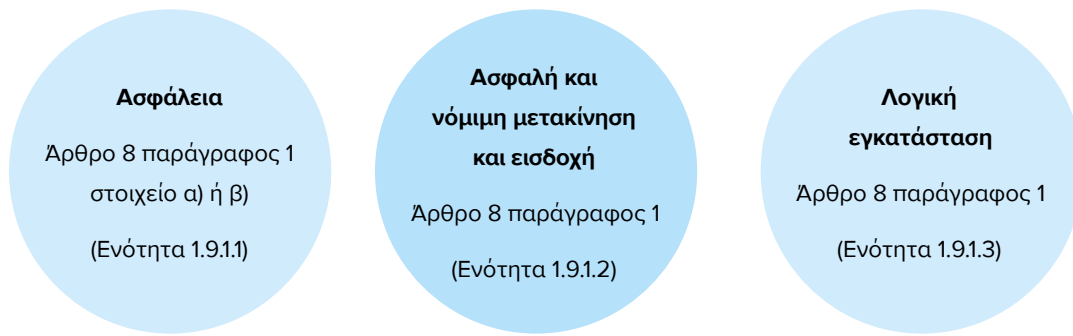 Ασφάλεια
Άρθρο 8 παράγραφος 1
στοιχείο α) ή β)
(Ενότητα 1.9.1.1)
Ασφαλή και
νόμιμη μετακίνηση
και εισδοχή
Άρθρο 8 παράγραφος 1
(Ενότητα 1.9.1.2)
Λογική
εγκατάσταση
Άρθρο 8 παράγραφος 1
(Ενότητα 1.9.1.3)